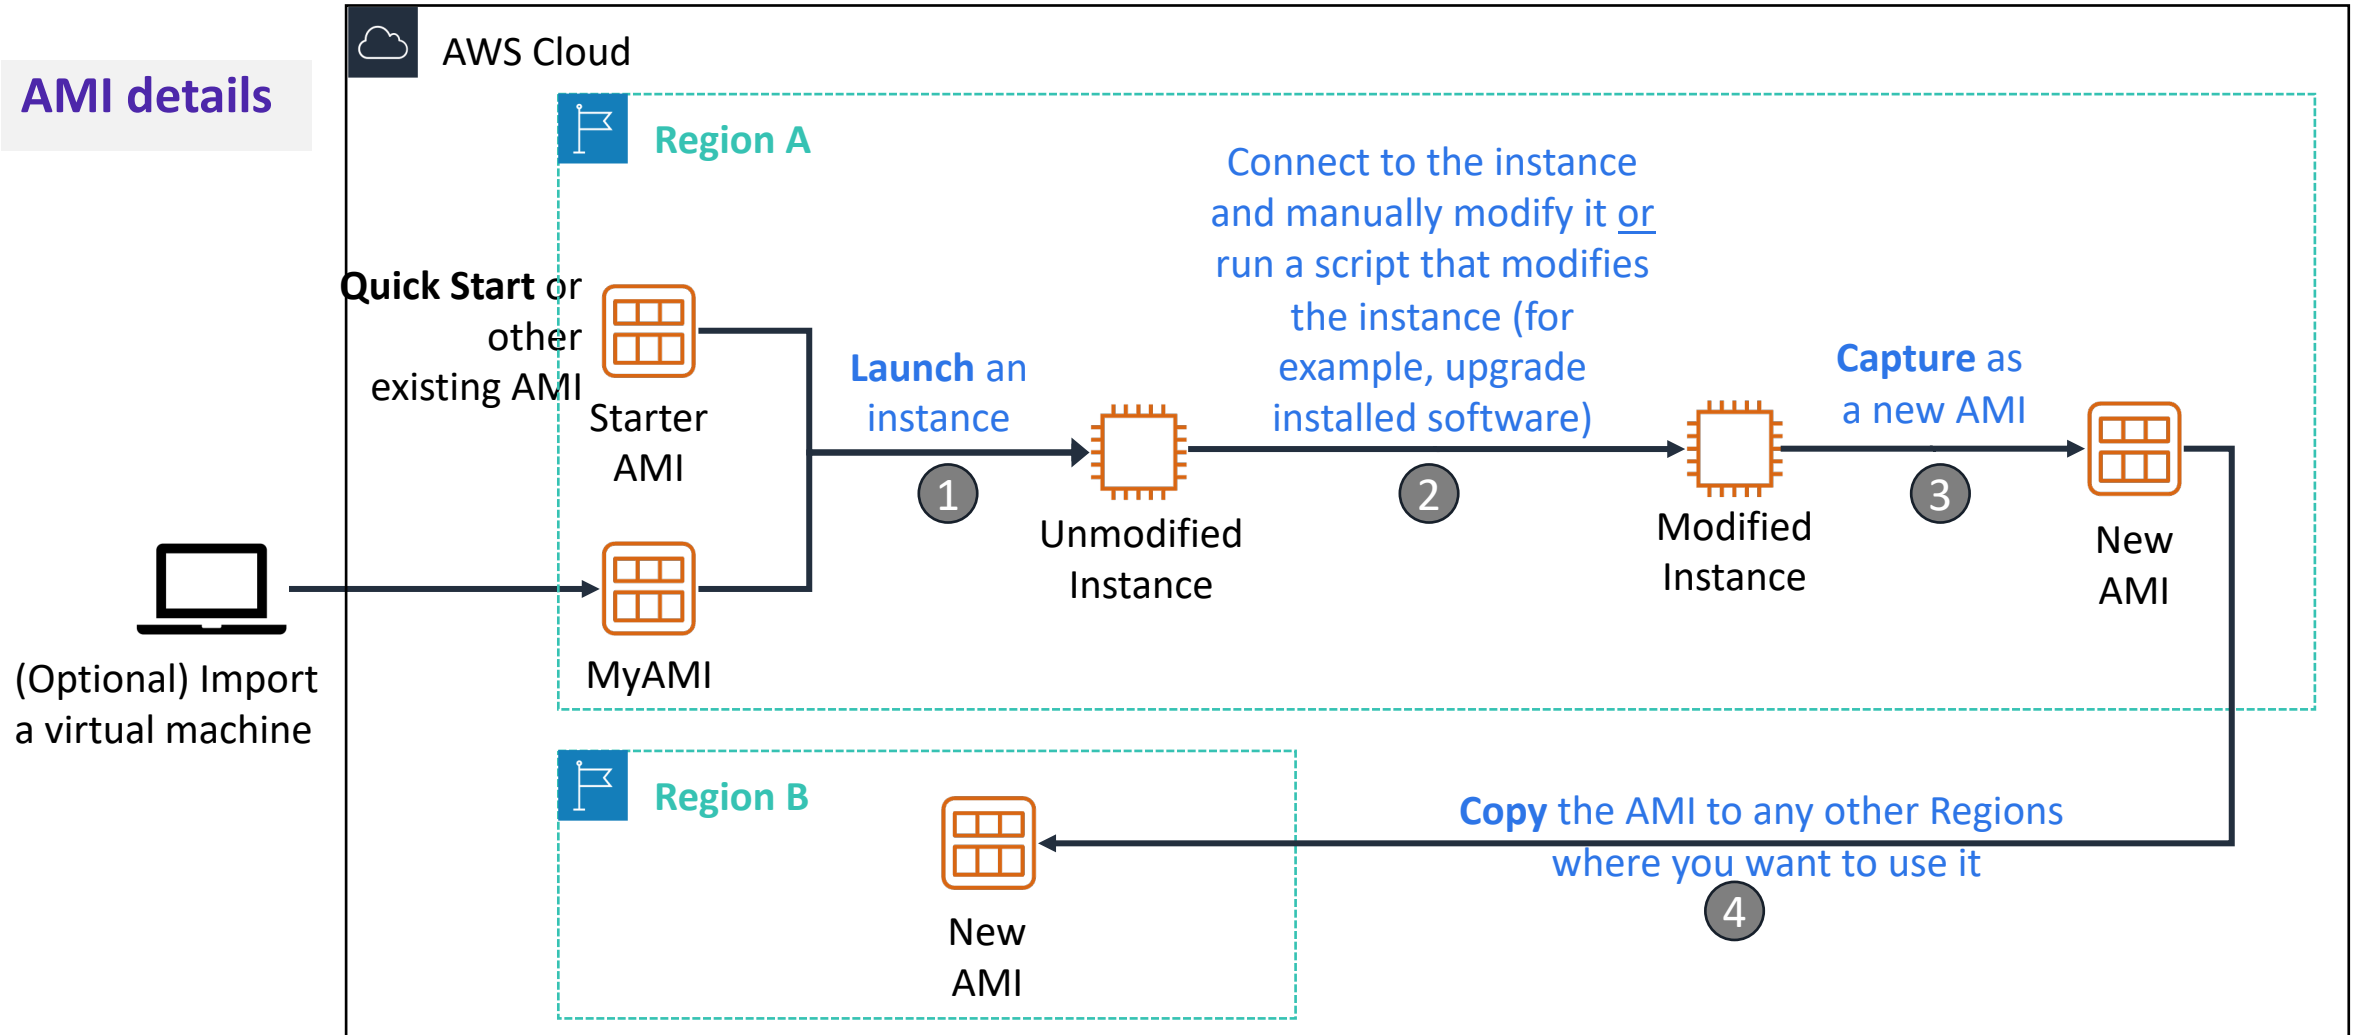 AMI details
AWS Cloud
Region A
Connect to the instance
and manually modify it or
run a script that modifies
the instance (for
example, upgrade
installed software)
Quick Start or
other
existing AMI
Starter
AMI
Launch an
instance
1
Unmodified
Instance
2
Modified
Instance
Capture as
a new AMI
3
New
AMI
(Optional) Import
a virtual machine
MyAMI
Region B
New
AMI
Copy the AMI to any other Regions
where you want to use it
4